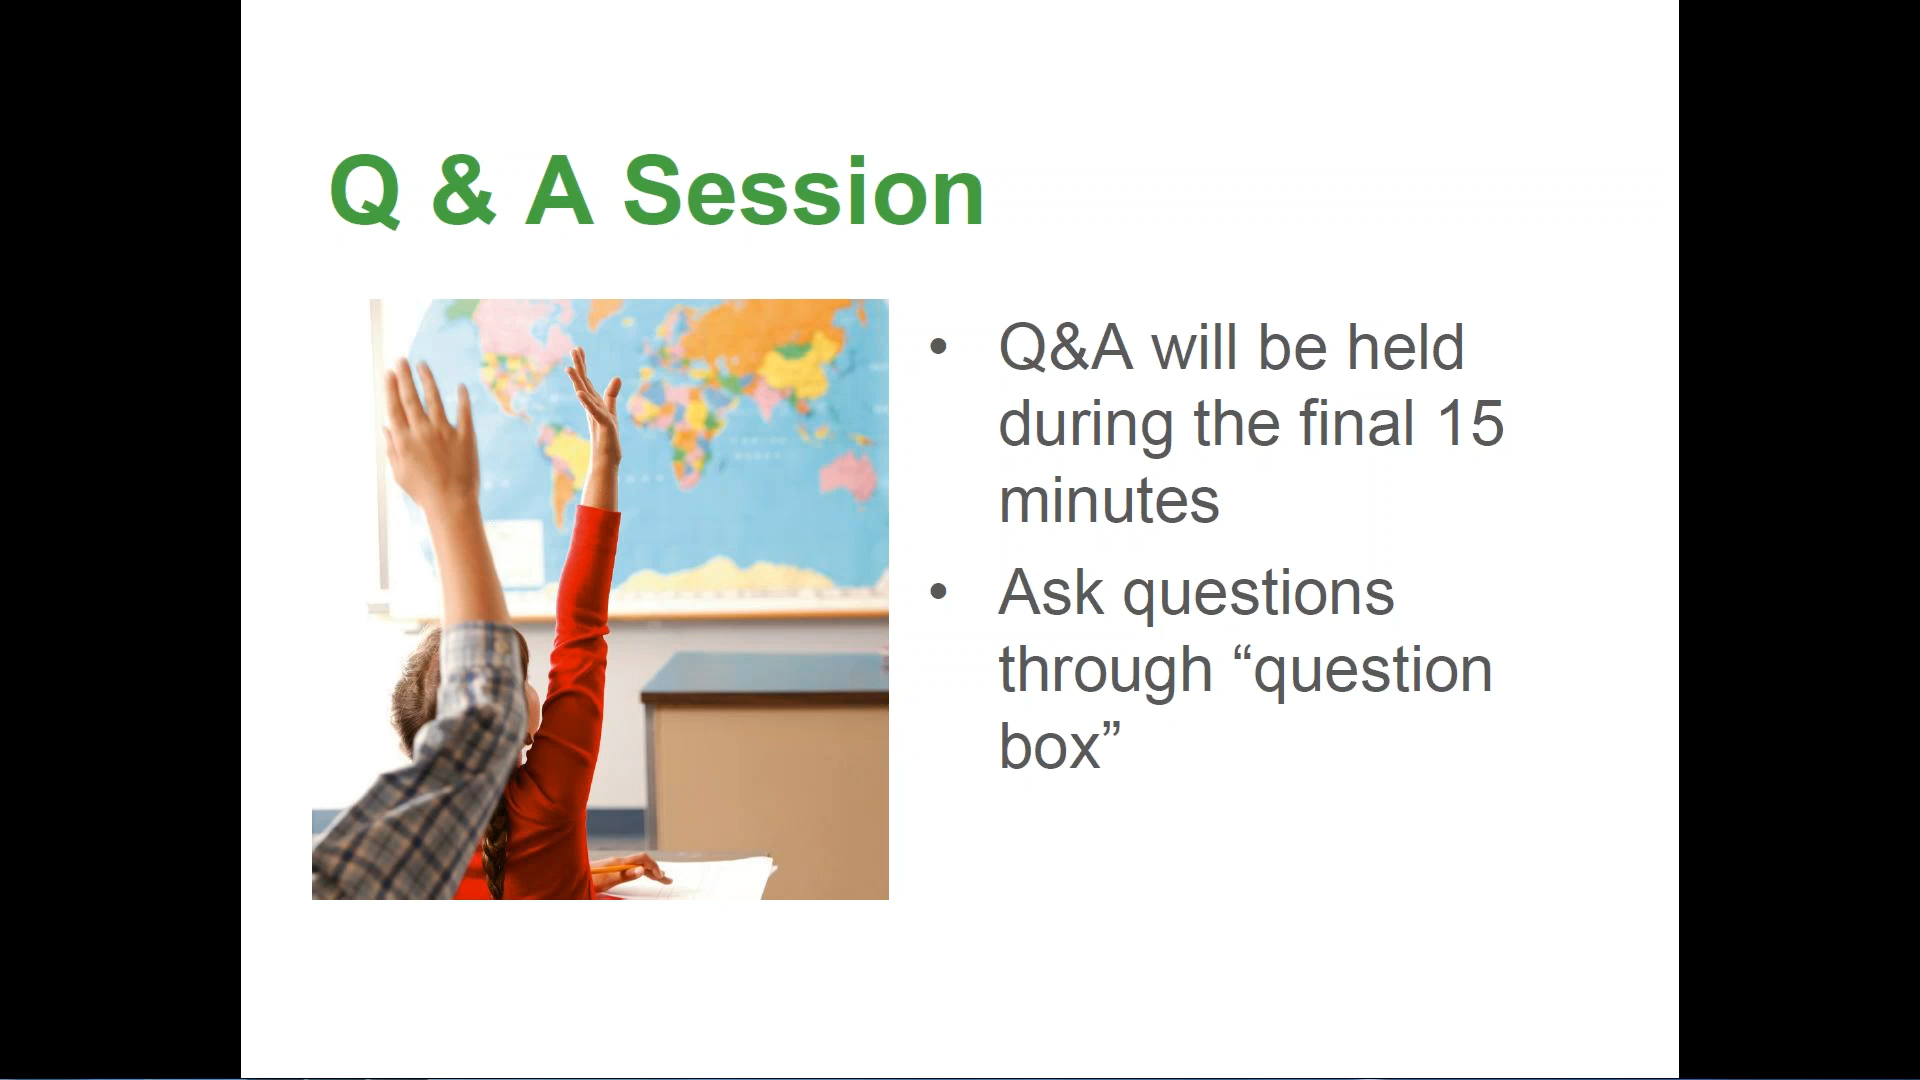 Q & A Session
• Q&A will be held
during the final 15
minutes
• Ask questions
through “question
box”